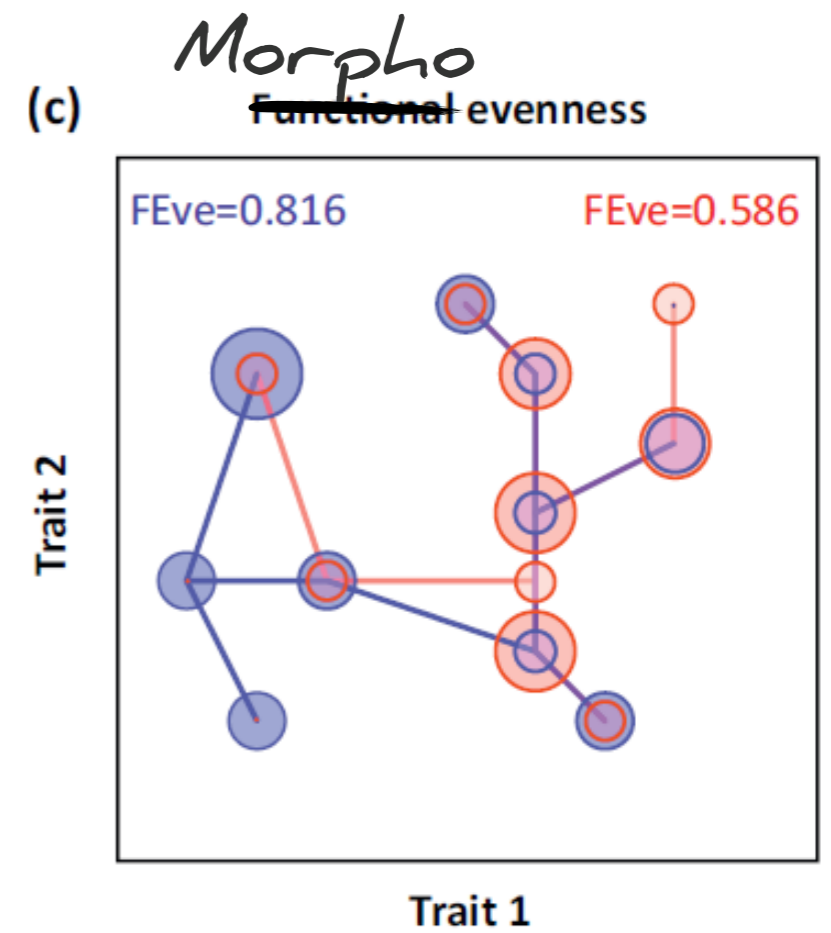 Morpho
(c) Functional evenness
FEve=0.816 FEve=0.586
Trait 2
Trait 1